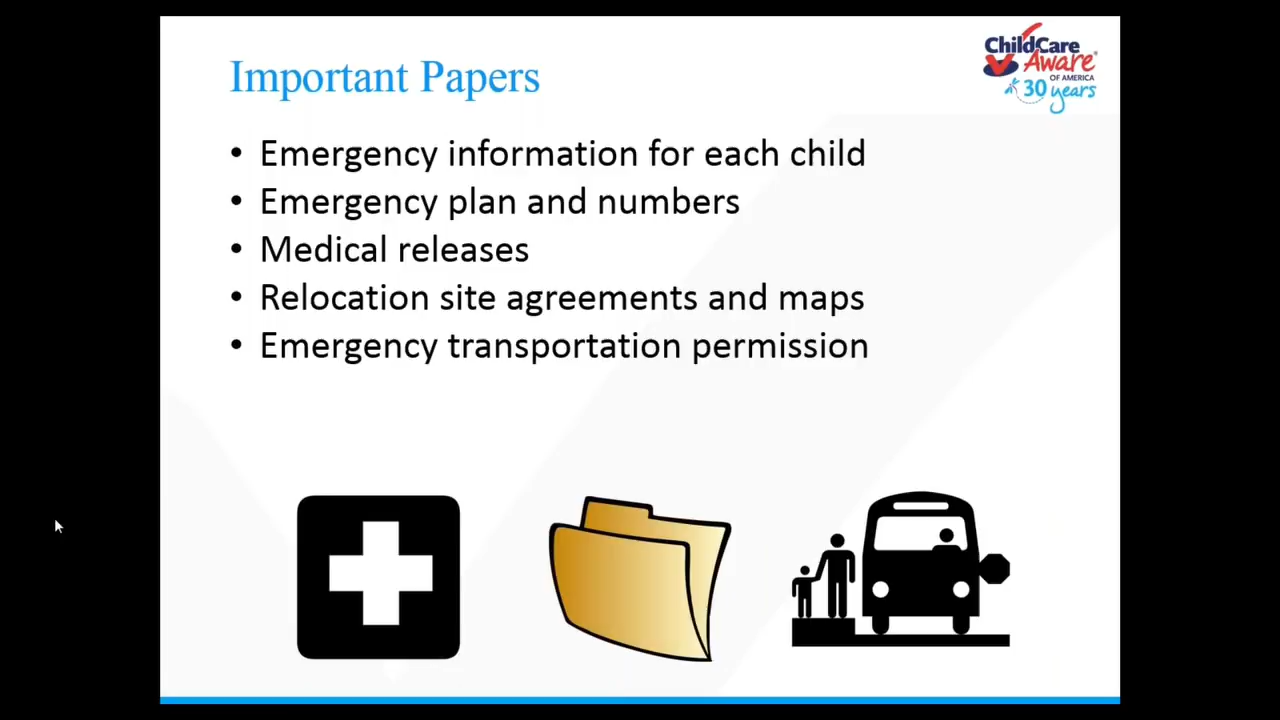 Important Papers
ChildCare
Aware®
OF AMERICA
30 years
• Emergency information for each child
• Emergency plan and numbers
• Medical releases
• Relocation site agreements and maps
• Emergency transportation permission